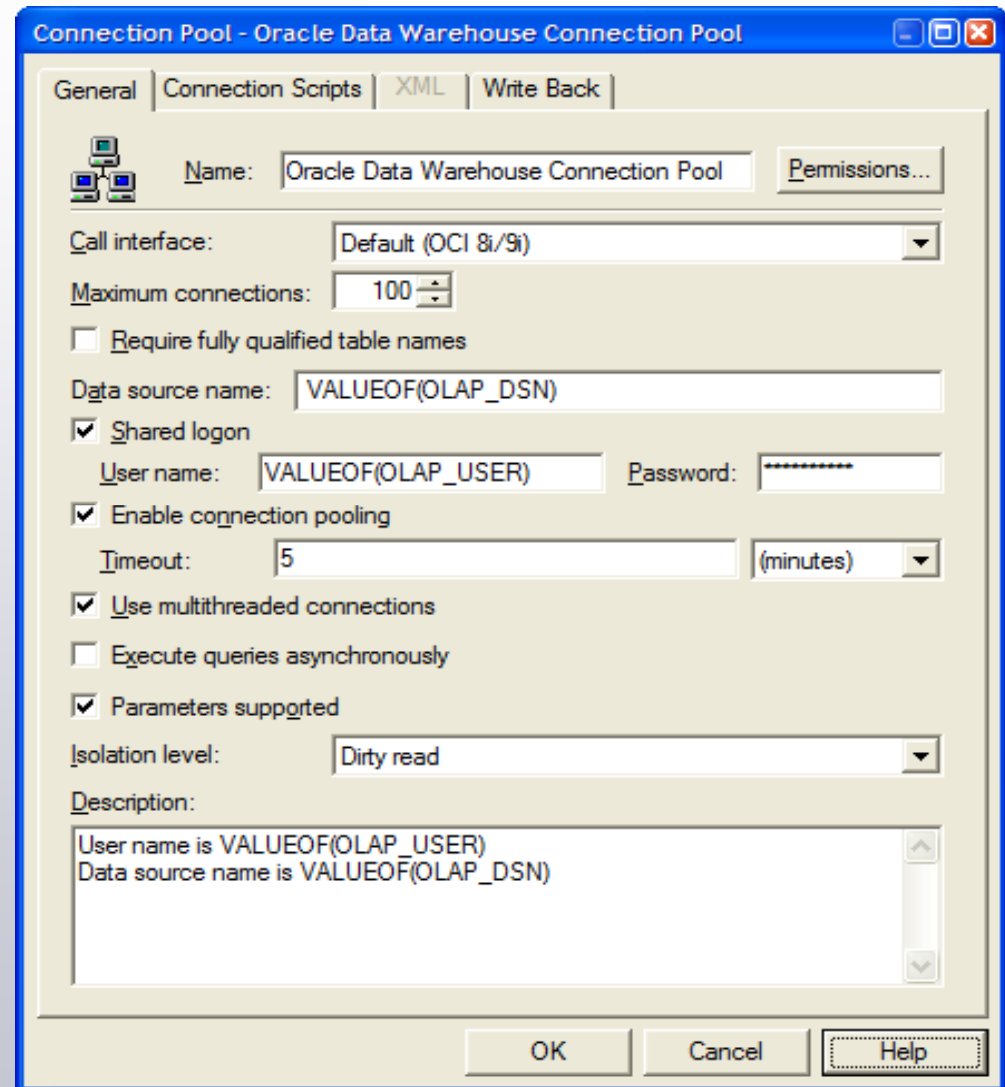 Connection Pool - Oracle Data Warehouse Connection Pool
General Connection Scripts XML Write Back
Name: Oracle Data Warehouse Connection Pool Permissions...
Call interface: Default (OCI 8i/9i)
Maximum connections: 100
Require fully qualified table names
Data source name: VALUEOF(OLAP_DSN)
Shared logon
User name: VALUEOF(OLAP_USER) Password: **********
Enable connection pooling
Timeout: 5 (minutes)
Use multithreaded connections
Execute queries asynchronously
Parameters supported
Isolation level: Dirty read
Description:
User name is VALUEOF(OLAP_USER)
Data source name is VALUEOF(OLAP_DSN)
OK Cancel Help